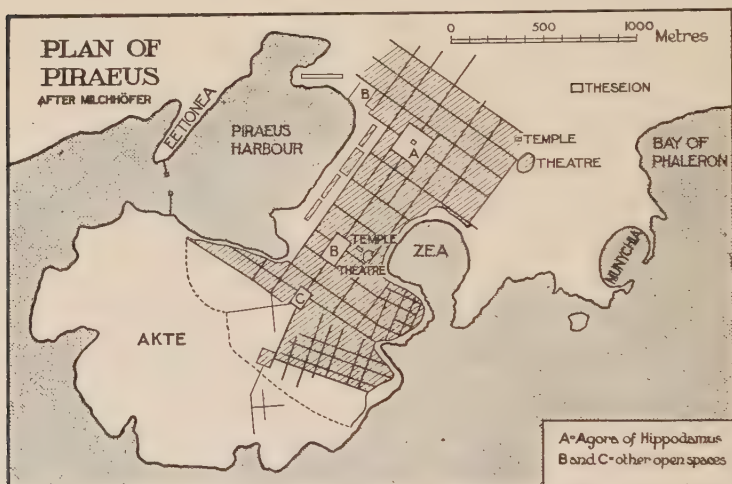 PLAN OF
PIRAEUS
AFTER MILCHHÖFER
0 500 1000
Metres
EETIONEA
PIRAEUS
HARBOUR
B
A
THESEION
TEMPLE
THEATRE
BAY OF
PHALERON
MUNYCHIA
B
TEMPLE
THEATRE
ZEA
C
AKTE
A=Agora of Hippodamus
B and C=other open spaces